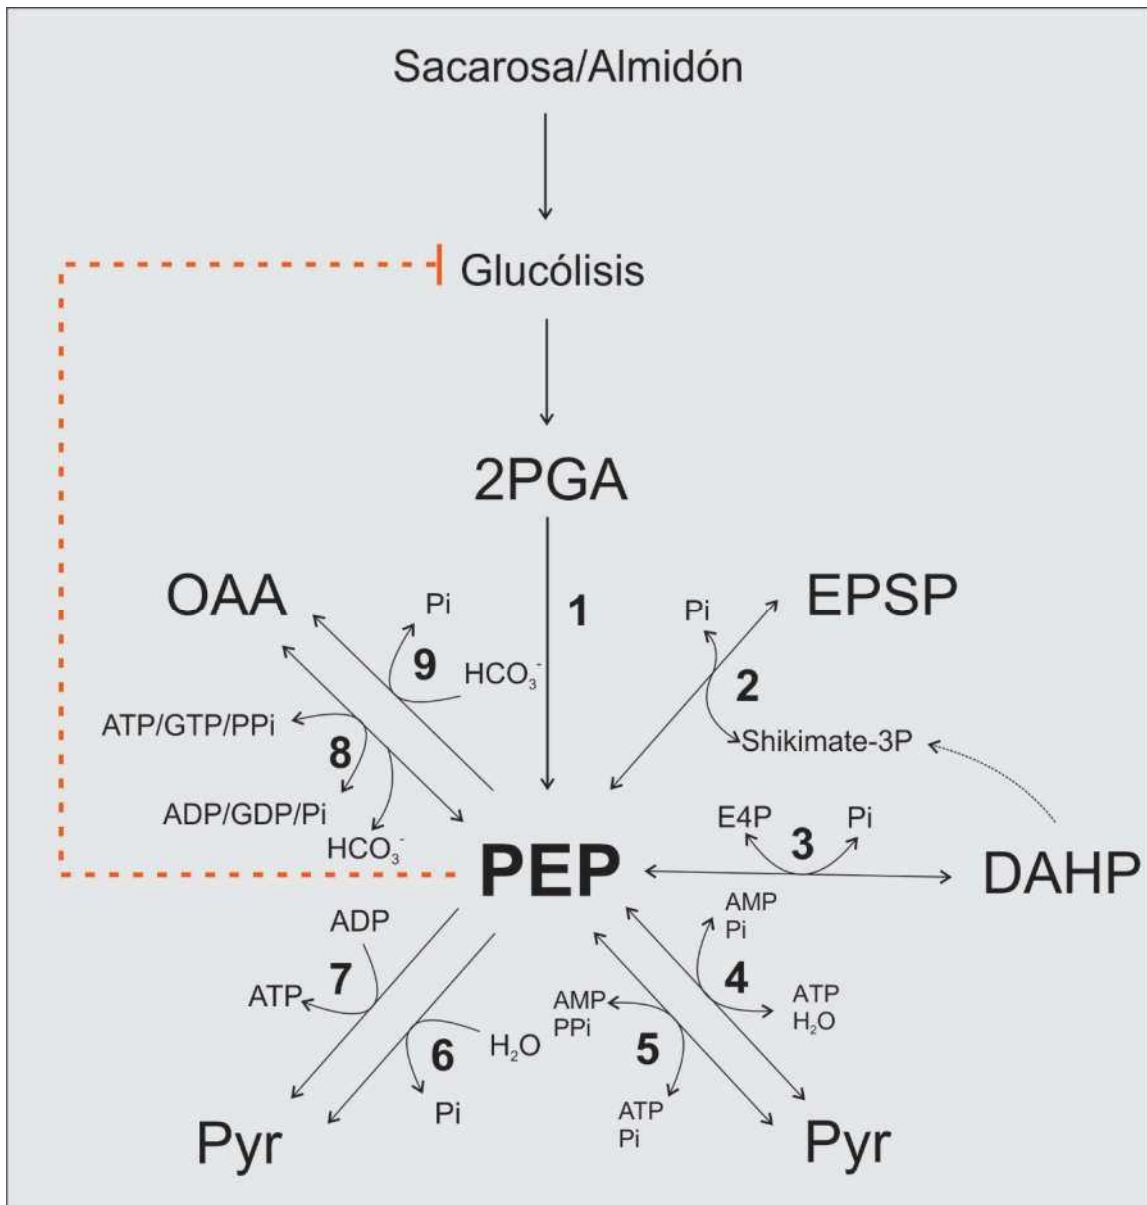 Sacarosa/Almidón
Glucólisis
2PGA
OAA
Pi
9
HCO₃⁻
1
Pi
EPSP
2
Shikimate-3P
ATP/GTP/PPi
8
ADP/GDP/Pi
HCO₃⁻
PEP
E4P
3
Pi
DAHP
ADP
7
ATP
6
H₂O
Pi
AMP
PPi
5
ATP
Pi
AMP
Pi
4
ATP
H₂O
Pyr
Pyr